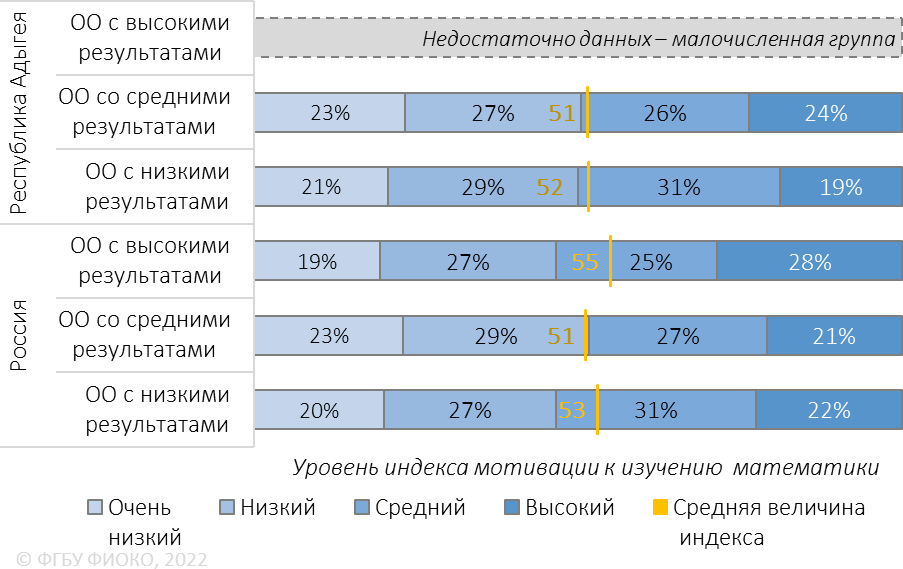 Республика Адыгея
ОО с высокими
результатами
Недостаточно данных – малочисленная группа
ОО со средними
результатами
23% 27% 51 26% 24%
ОО с низкими
результатами
21% 29% 52 31% 19%
Россия
ОО с высокими
результатами
19% 27% 55 25% 28%
ОО со средними
результатами
23% 29% 51 27% 21%
ОО с низкими
результатами
20% 27% 53 31% 22%
Уровень индекса мотивации к изучению математики
Очень
низкий
Низкий
Средний
Высокий
Средняя величина
индекса
© ФГБУ ФИОКО, 2022